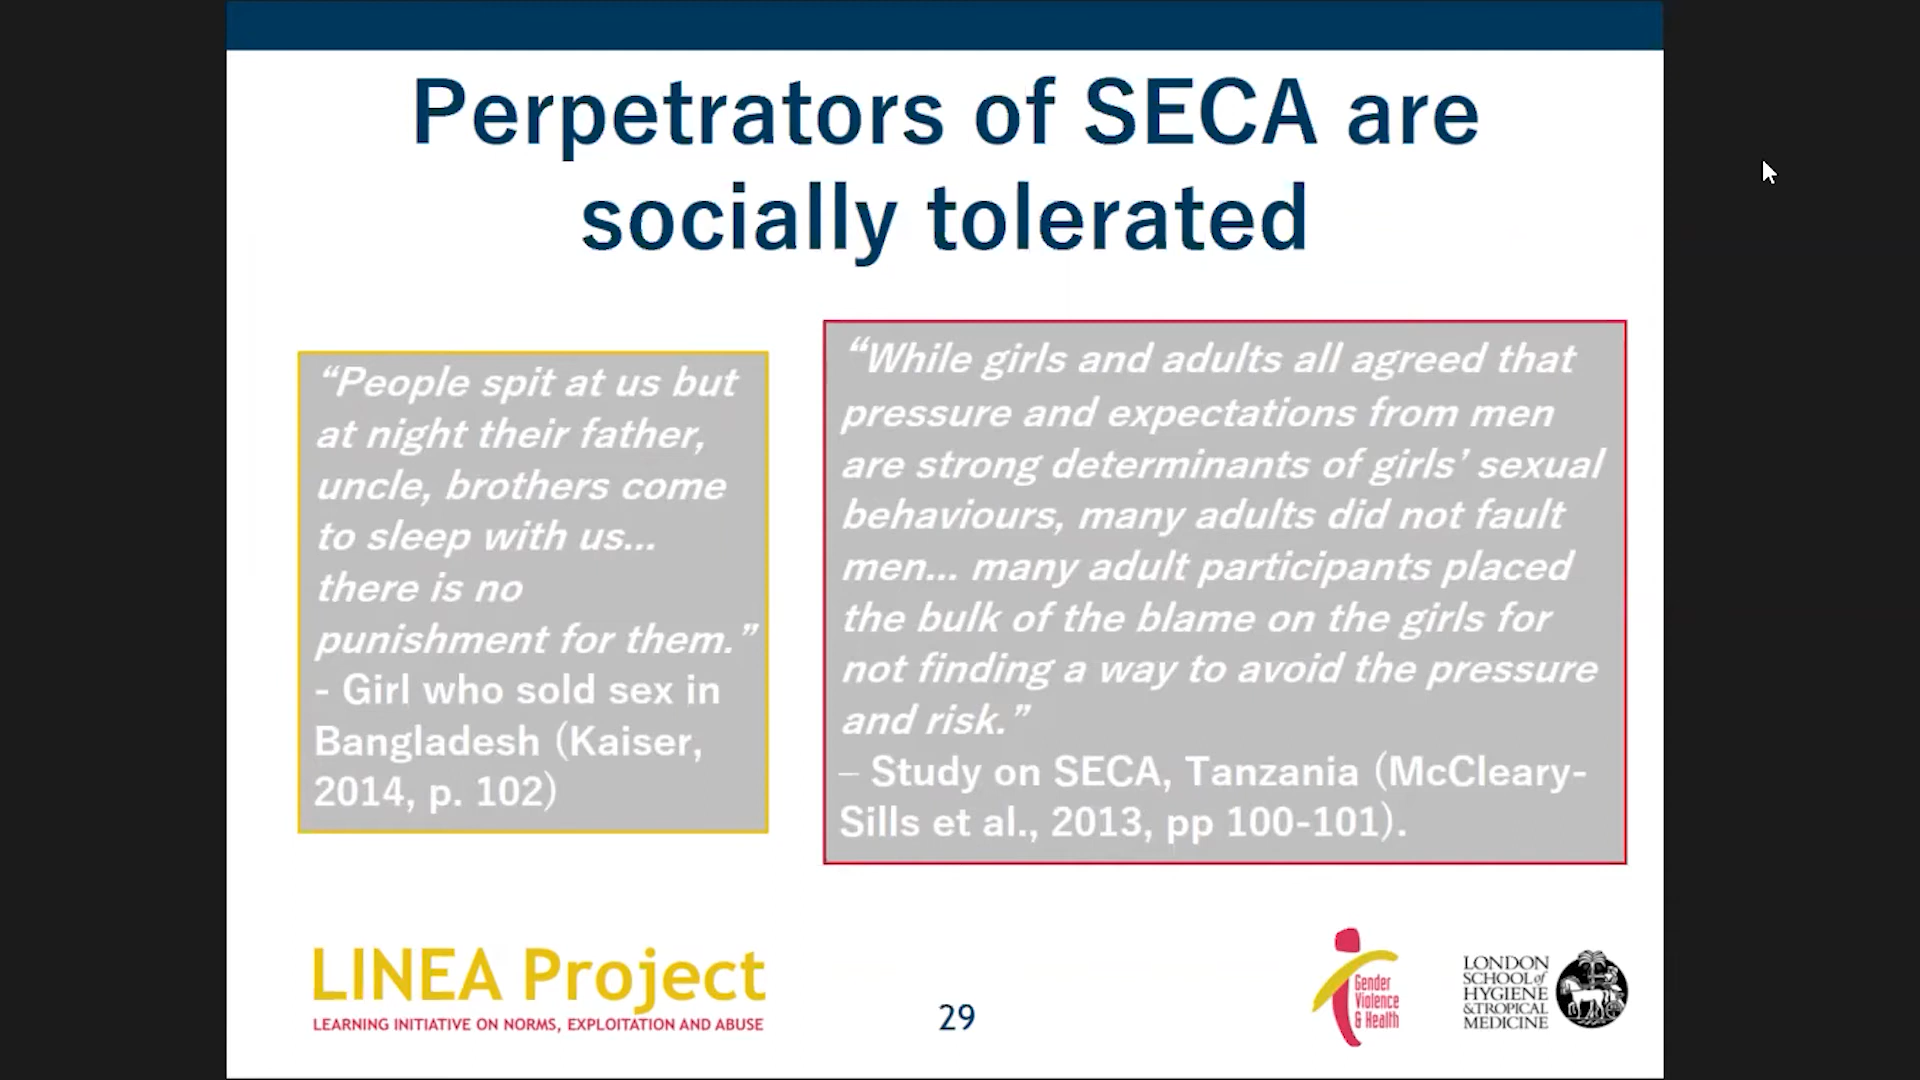 Perpetrators of SECA are
socially tolerated
“People spit at us but
at night their father,
uncle, brothers come
to sleep with us...
there is no
punishment for them.”
- Girl who sold sex in
Bangladesh (Kaiser,
2014, p. 102)
“While girls and adults all agreed that
pressure and expectations from men
are strong determinants of girls’ sexual
behaviours, many adults did not fault
men... many adult participants placed
the bulk of the blame on the girls for
not finding a way to avoid the pressure
and risk.”
– Study on SECA, Tanzania (McCleary-
Sills et al., 2013, pp 100-101).
LINEA Project
LEARNING INITIATIVE ON NORMS, EXPLOITATION AND ABUSE
29
Gender
Violence
& Health
LONDON
SCHOOL of
HYGIENE
& TROPICAL
MEDICINE